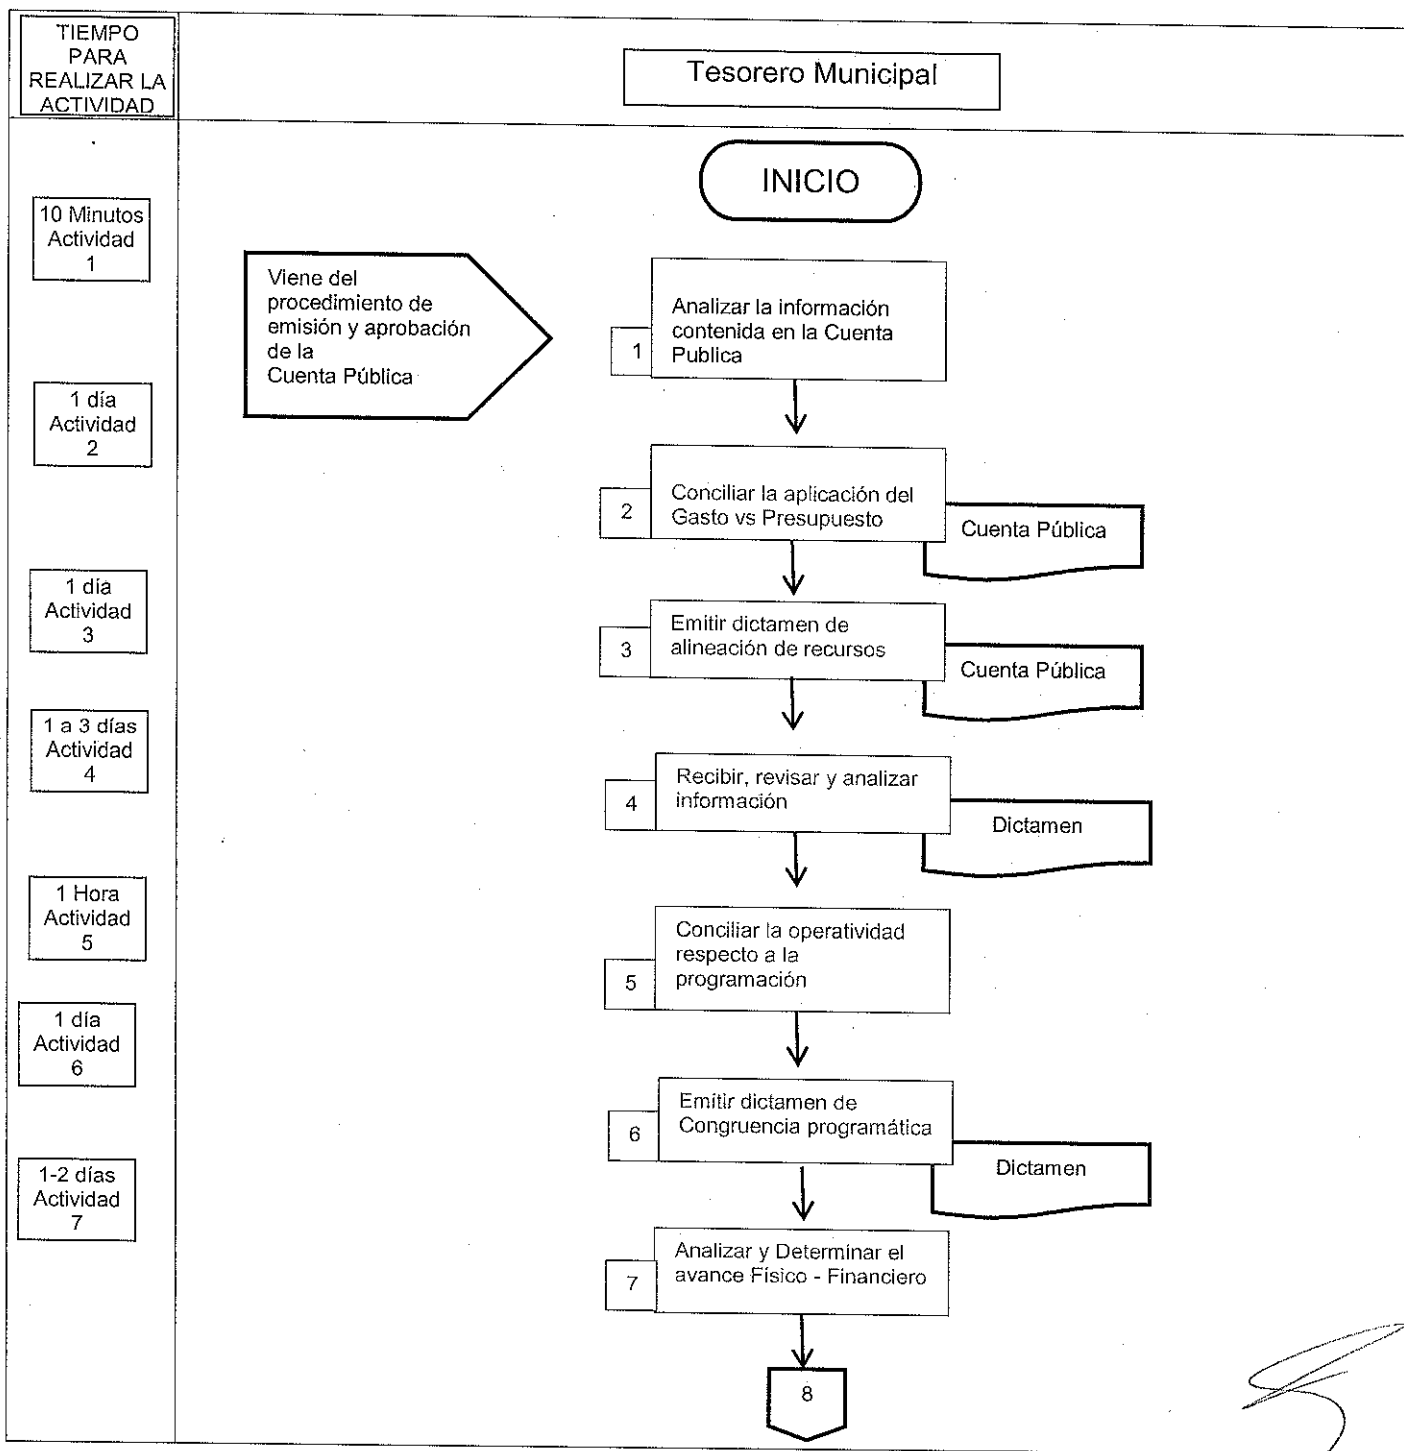 TIEMPO
PARA
REALIZAR LA
ACTIVIDAD
Tesorero Municipal
INICIO
10 Minutos
Actividad
1
Viene del
procedimiento de
emisión y aprobación
de la
Cuenta Pública
Analizar la información
contenida en la Cuenta
Publica
1
1 día
Actividad
2
Conciliar la aplicación del
Gasto vs Presupuesto
2
Cuenta Pública
1 día
Actividad
3
Emitir dictamen de
alineación de recursos
3
Cuenta Pública
1 a 3 días
Actividad
4
Recibir, revisar y analizar
información
4
Dictamen
1 Hora
Actividad
5
Conciliar la operatividad
respecto a la
programación
5
1 día
Actividad
6
Emitir dictamen de
Congruencia programática
6
Dictamen
1-2 días
Actividad
7
Analizar y Determinar el
avance Físico - Financiero
7
8